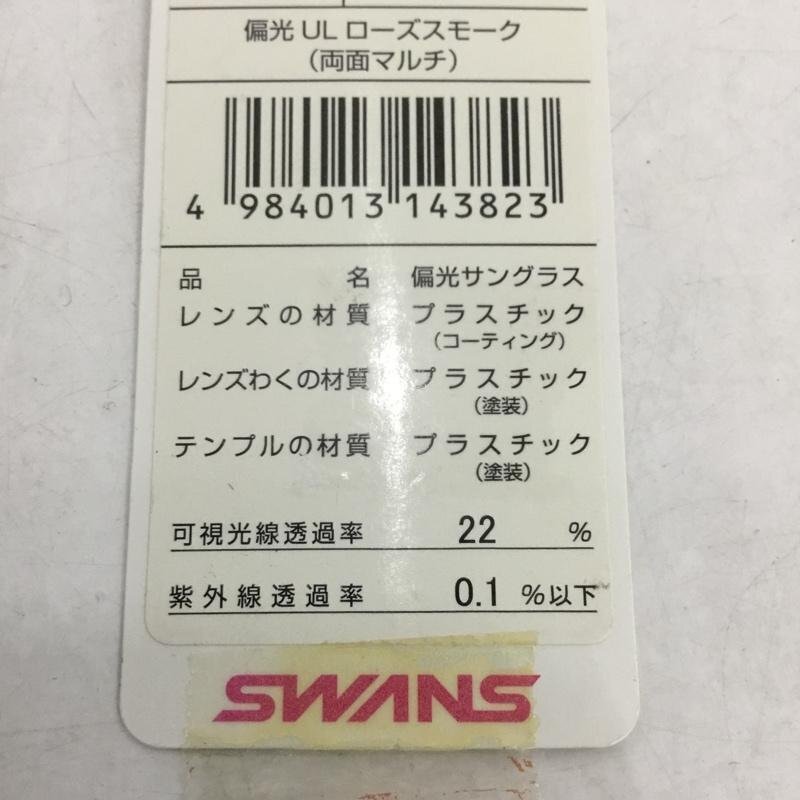 偏光 UL ローズスモーク
（両面マルチ）
4 984013 143823
品名 偏光サングラス
レンズの材質 プラスチック
（コーティング）
レンズわくの材質 プラスチック
（塗装）
テンプルの材質 プラスチック
（塗装）
可視光線透過率 22 %
紫外線透過率 0.1 %以下
SWANS